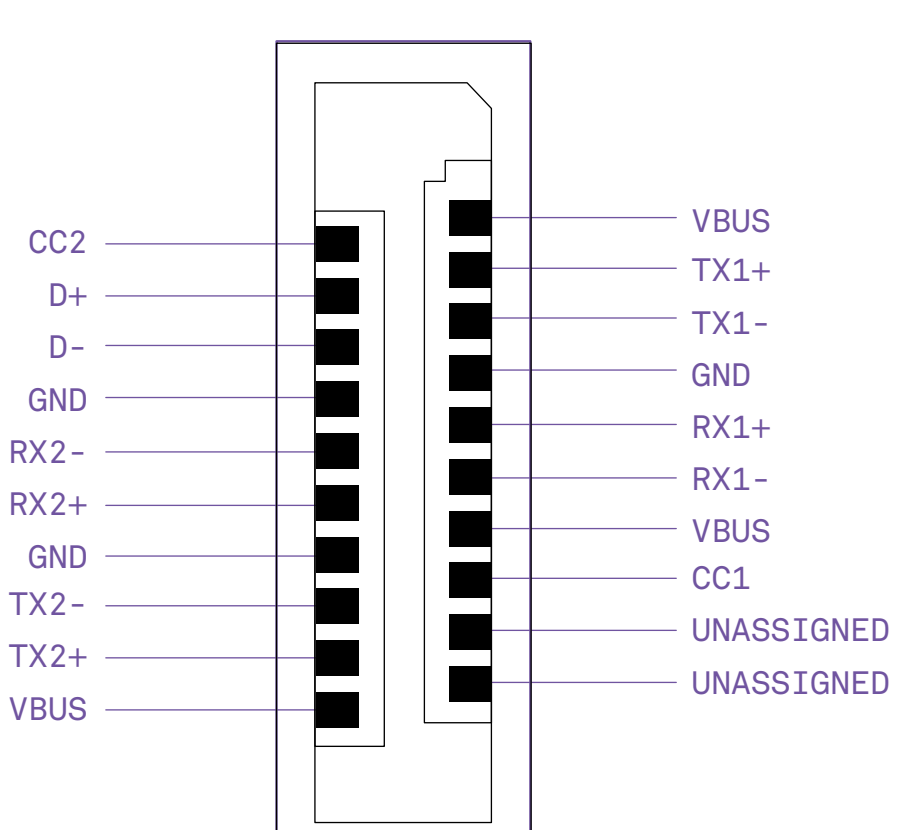 CC2
D+
D-
GND
RX2-
RX2+
GND
TX2-
TX2+
VBUS
VBUS
TX1+
TX1-
GND
RX1+
RX1-
VBUS
CC1
UNASSIGNED
UNASSIGNED